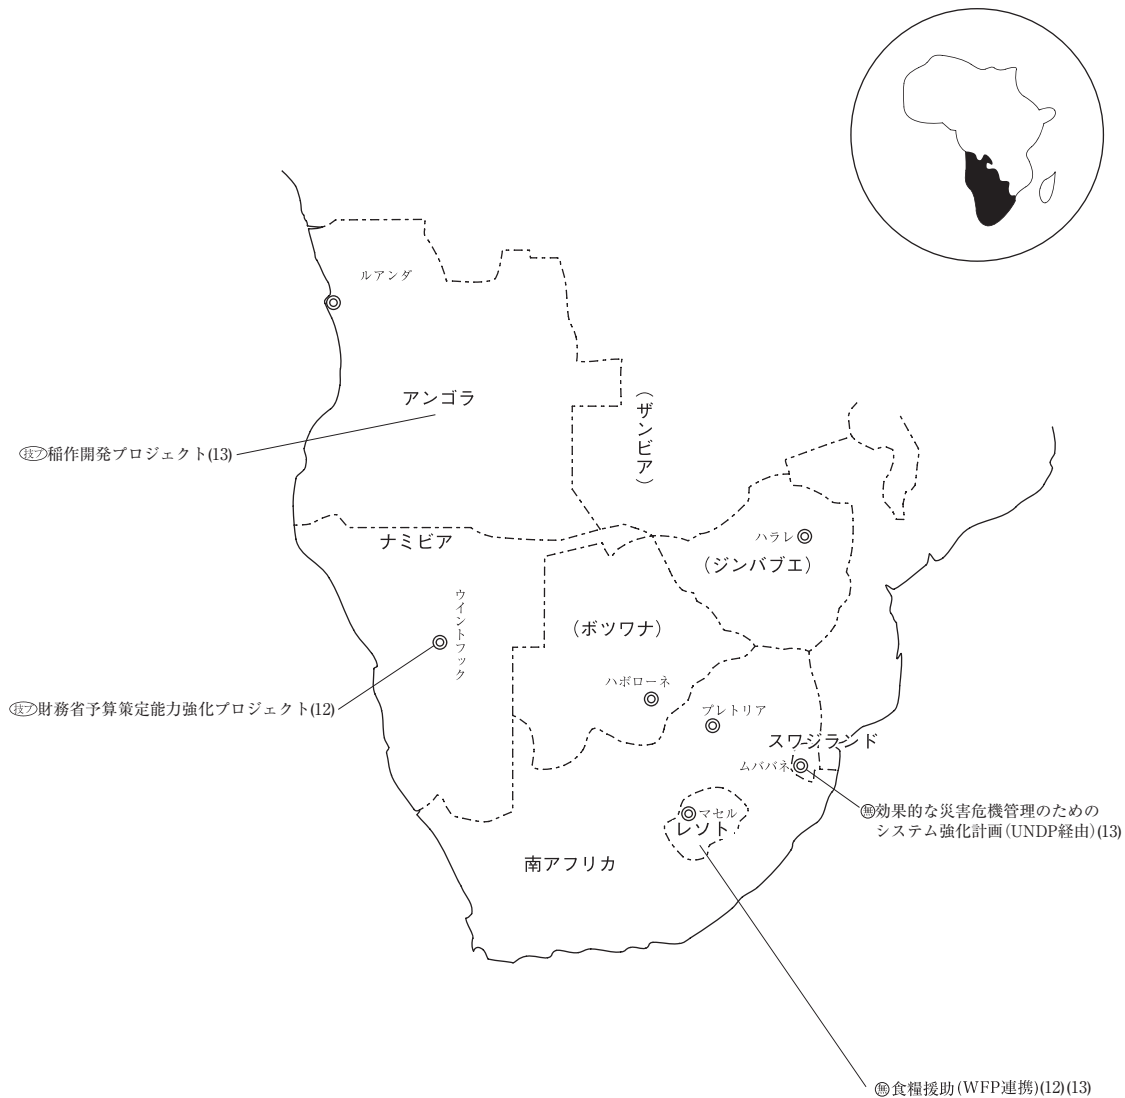 ルアンダ
アンゴラ
(ザンビア)
技プ稲作開発プロジェクト(13)
ナミビア
ハラレ
(ジンバブエ)
ウイントフック
(ボツワナ)
ハボローネ
技プ財務省予算策定能力強化プロジェクト(12)
プレトリア
スワジランド
ムババネ
マセル
レソト
無効果的な災害危機管理のための
システム強化計画(UNDP経由)(13)
南アフリカ
無食糧援助(WFP連携)(12)(13)